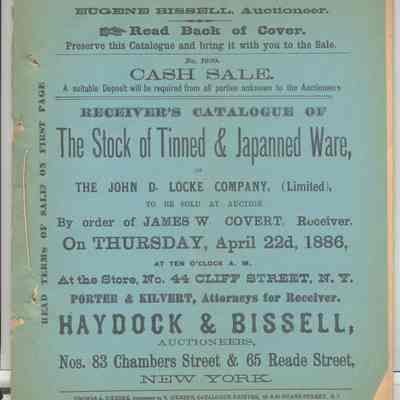 EUGENE BISSELL, Auctioneer.
Read Back of Cover.
Preserve this Catalogue and bring it with you to the Sale.
CASH SALE.
A suitable Deposit will be required from all parties unknown to the Auctioneers
RECEIVER'S CATALOGUE OF
The Stock of Tinned & Japanned Ware,
OF
THE JOHN D. LOCKE COMPANY, (Limited),
TO BE SOLD AT AUCTION
By order of JAMES W. COVERT, Receiver.
On THURSDAY, April 22d, 1886,
AT TEN O'CLOCK A. M.
At the Store, No. 44 CLIFF STREET, N. Y.
PORTER & KILVERT, Attorneys for Receiver.
HAYDOCK & BISSELL,
AUCTIONEERS,
Nos. 83 Chambers Street & 65 Reade Street,
NEW YORK.
READ TERMS OF SALE ON FIRST PAGE